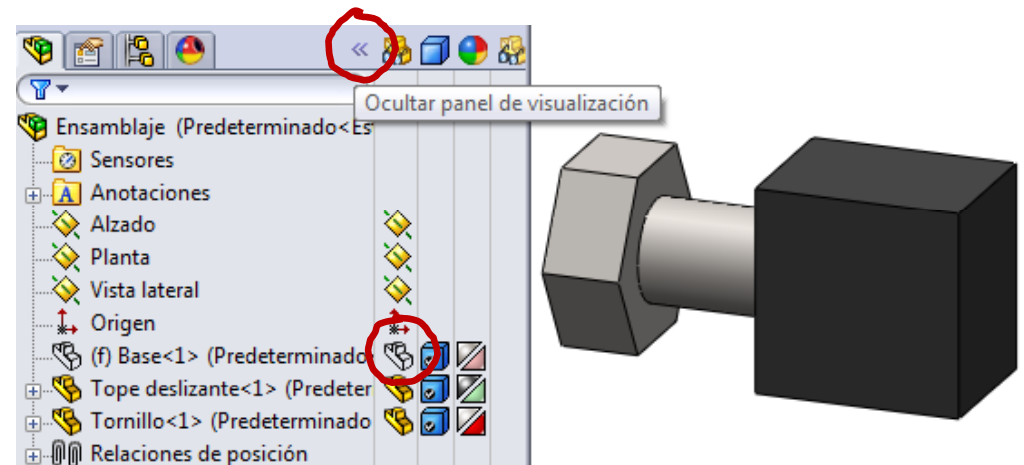 Ocultar panel de visualización
Ensamblaje (Predeterminado<Es
Sensores
A Anotaciones
Alzado
Planta
Vista lateral
Origen
(f) Base<1> (Predeterminado
Tope deslizante<1> (Predeter
Tornillo<1> (Predeterminado
Relaciones de posición